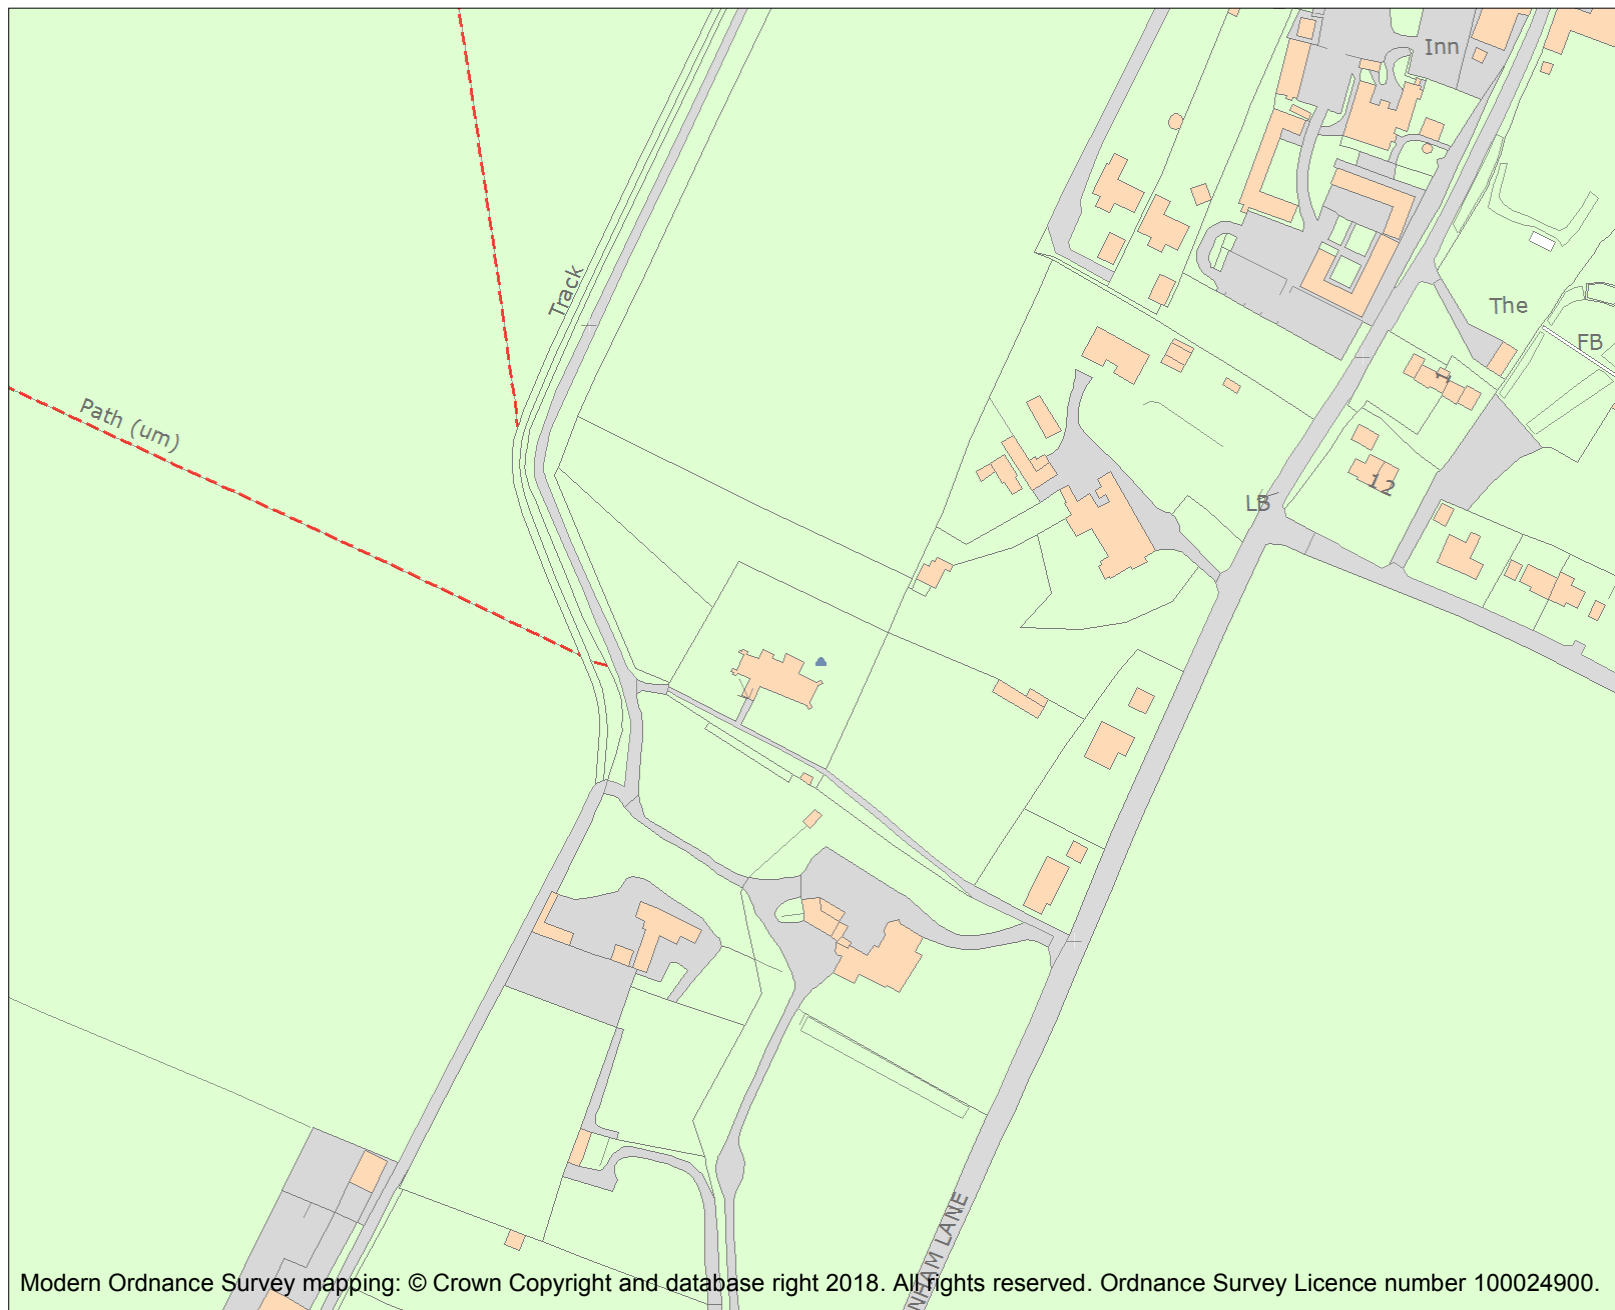 Inn
Track
The
FB
1
Path (um)
12
LB
NHAM LANE
Modern Ordnance Survey mapping: © Crown Copyright and database right 2018. All rights reserved. Ordnance Survey Licence number 100024900.